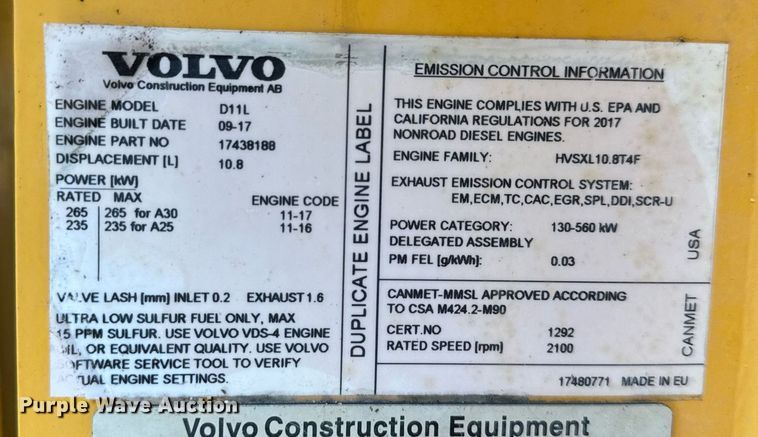 VOLVO
Volvo Construction Equipment AB
ENGINE MODEL D11L
ENGINE BUILT DATE 09-17
ENGINE PART NO 17438188
DISPLACEMENT [L] 10.8
POWER [kW]
RATED MAX ENGINE CODE
265 265 for A30 11-17
235 235 for A25 11-16
VALVE LASH [mm] INLET 0.2 EXHAUST 1.6
ULTRA LOW SULFUR FUEL ONLY, MAX
15 PPM SULFUR. USE VOLVO VDS-4 ENGINE
OIL, OR EQUIVALENT QUALITY. USE VOLVO
SOFTWARE SERVICE TOOL TO VERIFY
ACTUAL ENGINE SETTINGS.
DUPLICATE ENGINE LABEL
EMISSION CONTROL INFORMATION
THIS ENGINE COMPLIES WITH U.S. EPA AND
CALIFORNIA REGULATIONS FOR 2017
NONROAD DIESEL ENGINES.
ENGINE FAMILY: HVSXL10.8T4F
EXHAUST EMISSION CONTROL SYSTEM:
EM,ECM,TC,CAC,EGR,SPL,DDI,SCR-U
POWER CATEGORY: 130-560 kW
DELEGATED ASSEMBLY
PM FEL [g/kWh]: 0.03
USA
CANMET-MMSL APPROVED ACCORDING
TO CSA M424.2-M90
CERT.NO 1292
RATED SPEED [rpm] 2100
CANMET
17480771 MADE IN EU
Purple Wave Auction
Volvo Construction Equipment